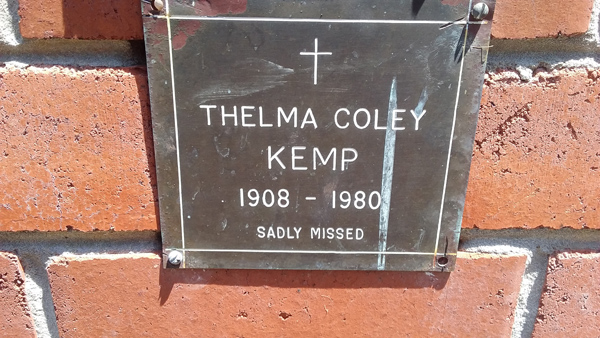 THELMA COLEY
KEMP
1908 - 1980
SADLY MISSED